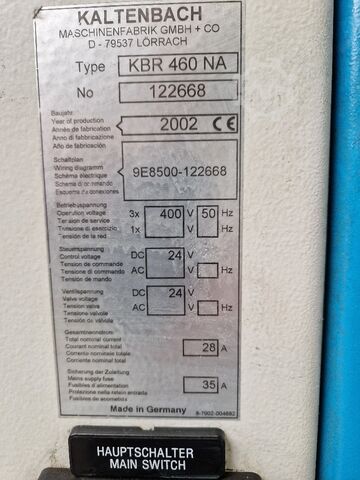 KALTENBACH
MASCHINENFABRIK GMBH + CO
D - 79537 LÖRRACH
Type KBR 460 NA
No 122668
Baujahr
Year of production
Année de fabrication
Anno di fabbricazione
Año de fabricación
2002 CE
Schaltplan
Wiring diagramm
Schéma électrique
Schema di comando
Esquema de conexiones
9E8500-122668
Betriebsspannung
Operation voltage
Tension de service
Tensione di esercizio
Tensión de la red
3x 400 V 50 Hz
1x V Hz
Steuerspannung
Control voltage
Tension de commande
Tensione di comando
Tensión de mando
DC 24 V
AC V Hz
Ventilspannung
Valve voltage
Tension valve
Tensione valvole
Tensión de válvula
DC 24 V
AC V Hz
Gesamtnennstrom
Total nominal current
Courant nominal total
Corrente nominale totale
Corriente nominal total
28 A
Sicherung der Zuleitung
Mains supply fuse
Fusibles d'alimentation
Protezione nella rete in entrada
Fusibles de acometida
35 A
Made in Germany
HAUPTSCHALTER
MAIN SWITCH